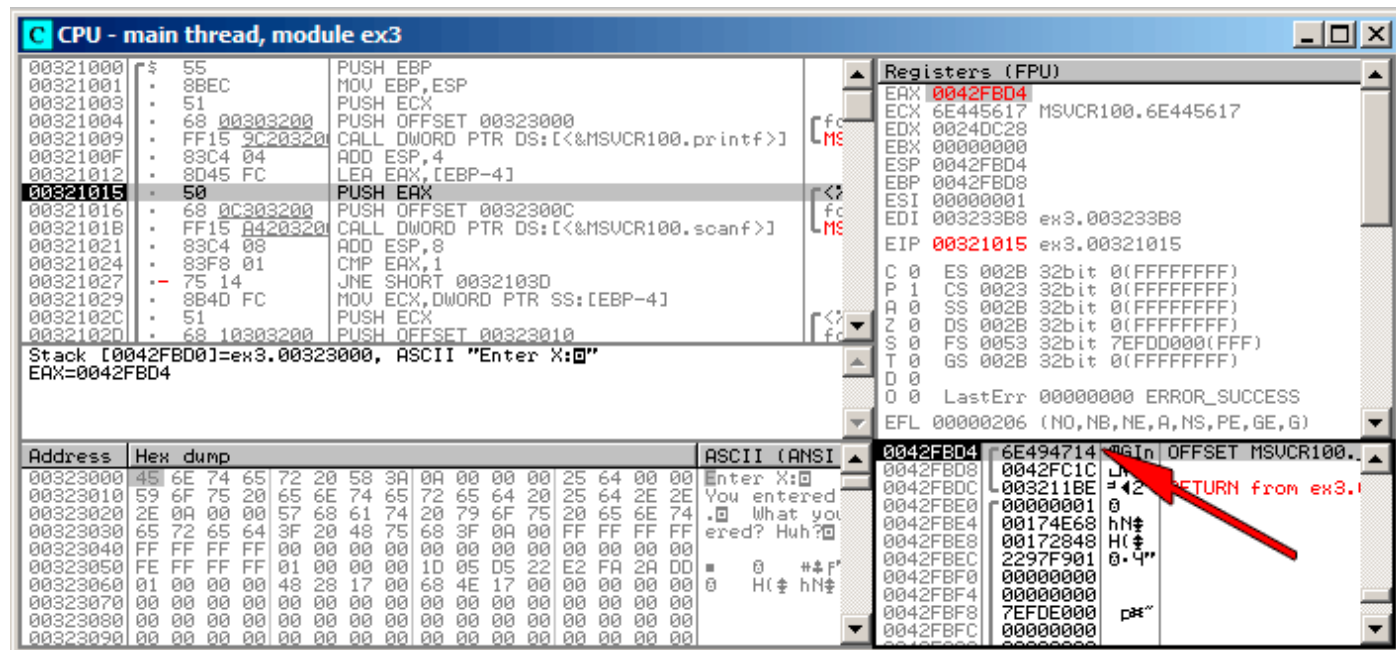 C CPU - main thread, module ex3
00321000 $ 55 PUSH EBP
00321001 . 8BEC MOV EBP,ESP
00321003 . 51 PUSH ECX
00321004 . 68 00303200 PUSH OFFSET 00323000
00321009 . FF15 9C203200 CALL DWORD PTR DS:[<&MSVCR100.printf>]
0032100F . 83C4 04 ADD ESP,4
00321012 . 8D45 FC LEA EAX,[EBP-4]
00321015 . 50 PUSH EAX
00321016 . 68 0C303200 PUSH OFFSET 0032300C
0032101B . FF15 A4203200 CALL DWORD PTR DS:[<&MSVCR100.scanf>]
00321021 . 83C4 08 ADD ESP,8
00321024 . 83F8 01 CMP EAX,1
00321027 .- 75 14 JNE SHORT 0032103D
00321029 . 8B4D FC MOV ECX,DWORD PTR SS:[EBP-4]
0032102C . 51 PUSH ECX
0032102D . 68 10303200 PUSH OFFSET 00323010
Stack [0042FBD0]=ex3.00323000, ASCII "Enter X:"
EAX=0042FBD4
Registers (FPU)
EAX 0042FBD4
ECX 6E445617 MSVCR100.6E445617
EDX 0024DC28
EBX 00000000
ESP 0042FBD4
EBP 0042FBD8
ESI 00000001
EDI 003233B8 ex3.003233B8
EIP 00321015 ex3.00321015
C 0 ES 002B 32bit 0(FFFFFFFF)
P 1 CS 0023 32bit 0(FFFFFFFF)
A 0 SS 002B 32bit 0(FFFFFFFF)
Z 0 DS 002B 32bit 0(FFFFFFFF)
S 0 FS 0053 32bit 7EFDD000(FFF)
T 0 GS 002B 32bit 0(FFFFFFFF)
D 0
O 0 LastErr 00000000 ERROR_SUCCESS
EFL 00000206 (NO,NB,NE,A,NS,PE,GE,G)
Address Hex dump ASCII (ANSI
00323000 45 6E 74 65 72 20 58 3A 0A 00 00 00 25 64 00 00 Enter X:
00323010 59 6F 75 20 65 6E 74 65 72 65 64 20 25 64 2E 2E You entered
00323020 2E 0A 00 00 57 68 61 74 20 79 6F 75 20 65 6E 74 . What you
00323030 65 72 65 64 3F 20 48 75 68 3F 0A 00 FF FF FF FF ered? Huh?
00323040 FF FF FF FF 00 00 00 00 00 00 00 00 00 00 00 00
00323050 FE FF FF FF 01 00 00 00 1D 05 D5 22 E2 FA 2A DD
00323060 01 00 00 00 48 28 17 00 68 4E 17 00 00 00 00 00 H( hN
00323070 00 00 00 00 00 00 00 00 00 00 00 00 00 00 00 00
00323080 00 00 00 00 00 00 00 00 00 00 00 00 00 00 00 00
00323090 00 00 00 00 00 00 00 00 00 00 00 00 00 00 00 00
0042FBD4 6E494714 GIn OFFSET MSVCR100.
0042FBD8 0042FC1C
0042FBDC 003211BE RETURN from ex3.
0042FBE0 00000001
0042FBE4 00174E68 hN
0042FBE8 00172848 H(
0042FBEC 2297F901
0042FBF0 00000000
0042FBF4 00000000
0042FBF8 7EFDE000
0042FBFC 00000000